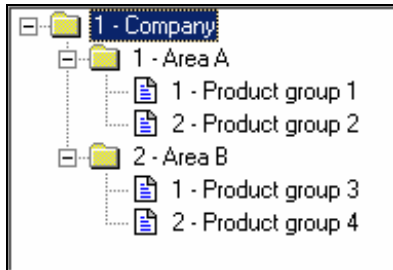 1 - Company
1 - Area A
1 - Product group 1
2 - Product group 2
2 - Area B
1 - Product group 3
2 - Product group 4